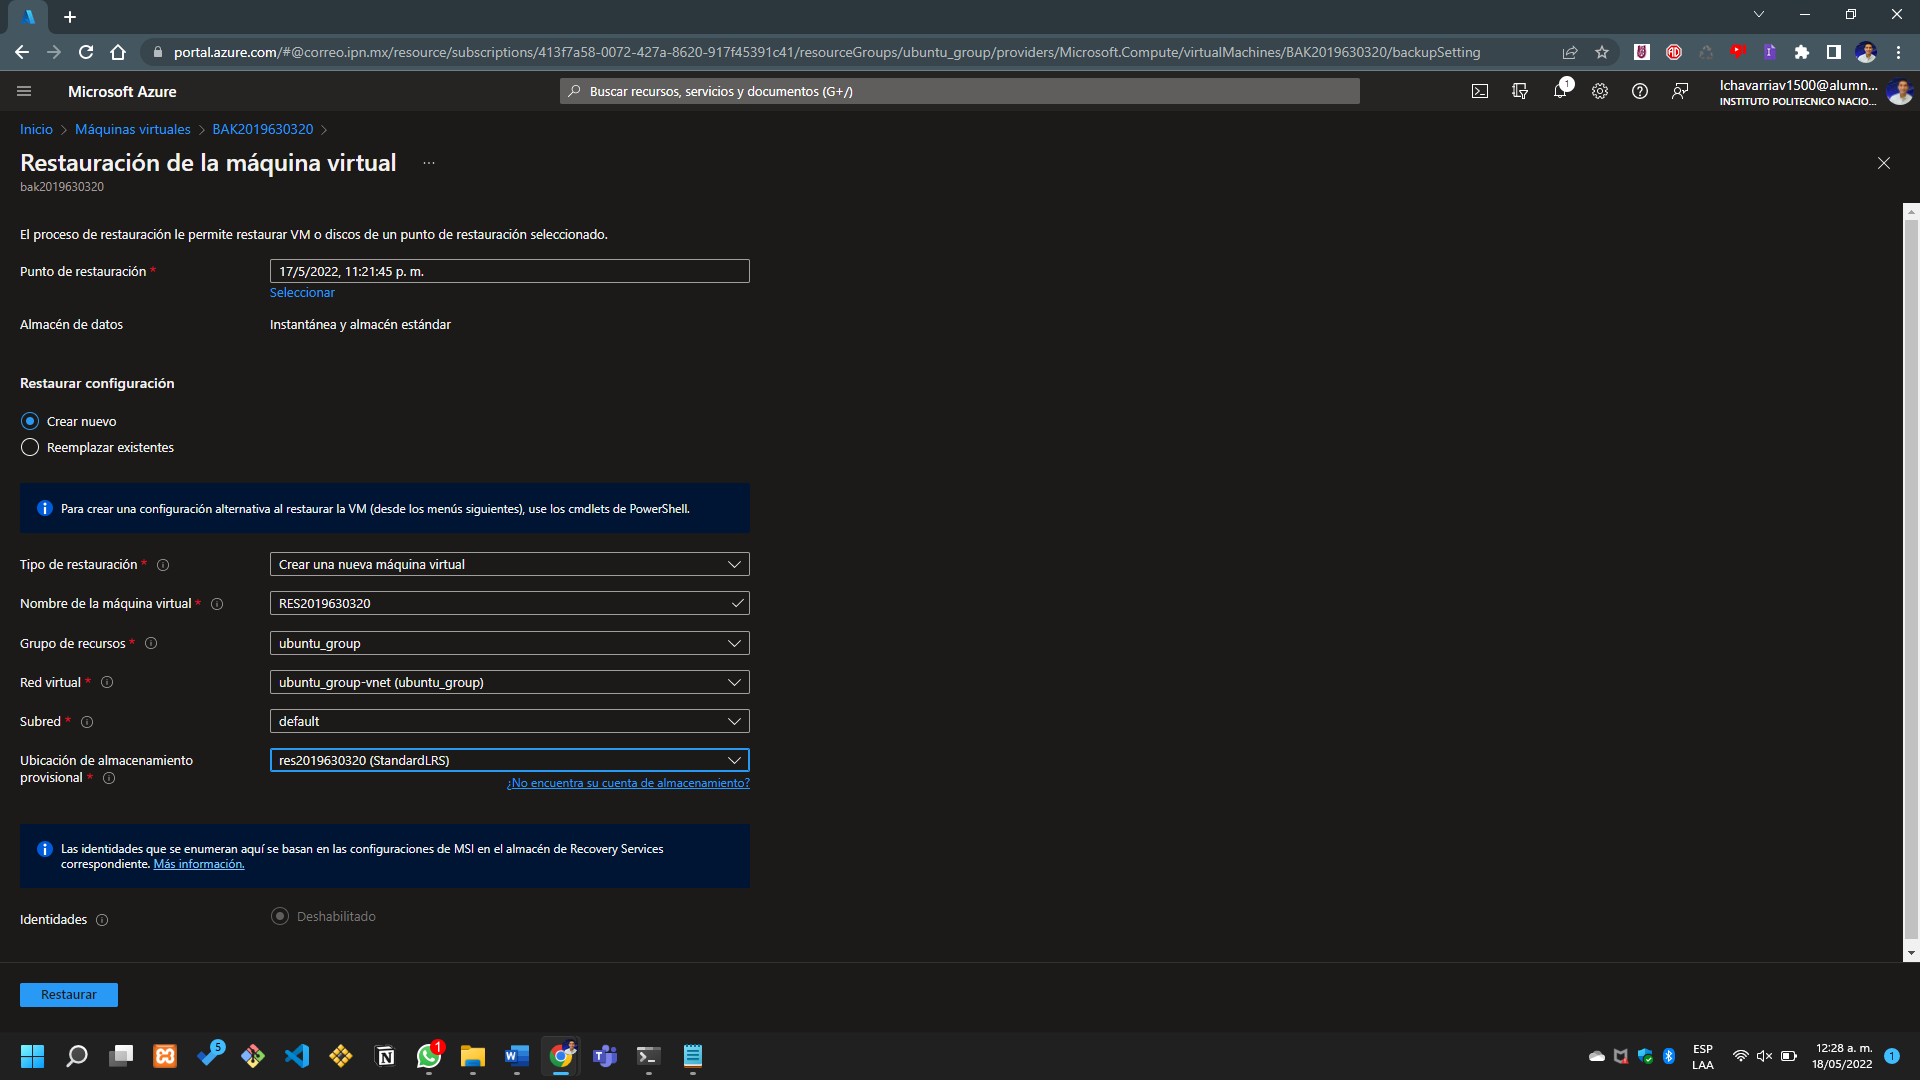 portal.azure.com/#@correo.ipn.mx/resource/subscriptions/413f7a58-0072-427a-8620-917f45391c41/resourceGroups/ubuntu_group/providers/Microsoft.Compute/virtualMachines/BAK2019630320/backupSetting
Microsoft Azure
Buscar recursos, servicios y documentos (G+/)
1
lchavarriav1500@alumn...
INSTITUTO POLITECNICO NACIO...
Inicio > Máquinas virtuales > BAK2019630320 >
Restauración de la máquina virtual ...
bak2019630320
El proceso de restauración le permite restaurar VM o discos de un punto de restauración seleccionado.
Punto de restauración * 17/5/2022, 11:21:45 p. m.
Seleccionar
Almacén de datos Instantánea y almacén estándar
Restaurar configuración
Crear nuevo
Reemplazar existentes
Para crear una configuración alternativa al restaurar la VM (desde los menús siguientes), use los cmdlets de PowerShell.
Tipo de restauración * Crear una nueva máquina virtual
Nombre de la máquina virtual * RES2019630320
Grupo de recursos * ubuntu_group
Red virtual * ubuntu_group-vnet (ubuntu_group)
Subred * default
Ubicación de almacenamiento provisional * res2019630320 (StandardLRS)
¿No encuentra su cuenta de almacenamiento?
Las identidades que se enumeran aquí se basan en las configuraciones de MSI en el almacén de Recovery Services
correspondiente. Más información.
Identidades Deshabilitado
Restaurar
5
1
ESP
LAA
12:28 a. m.
18/05/2022
1